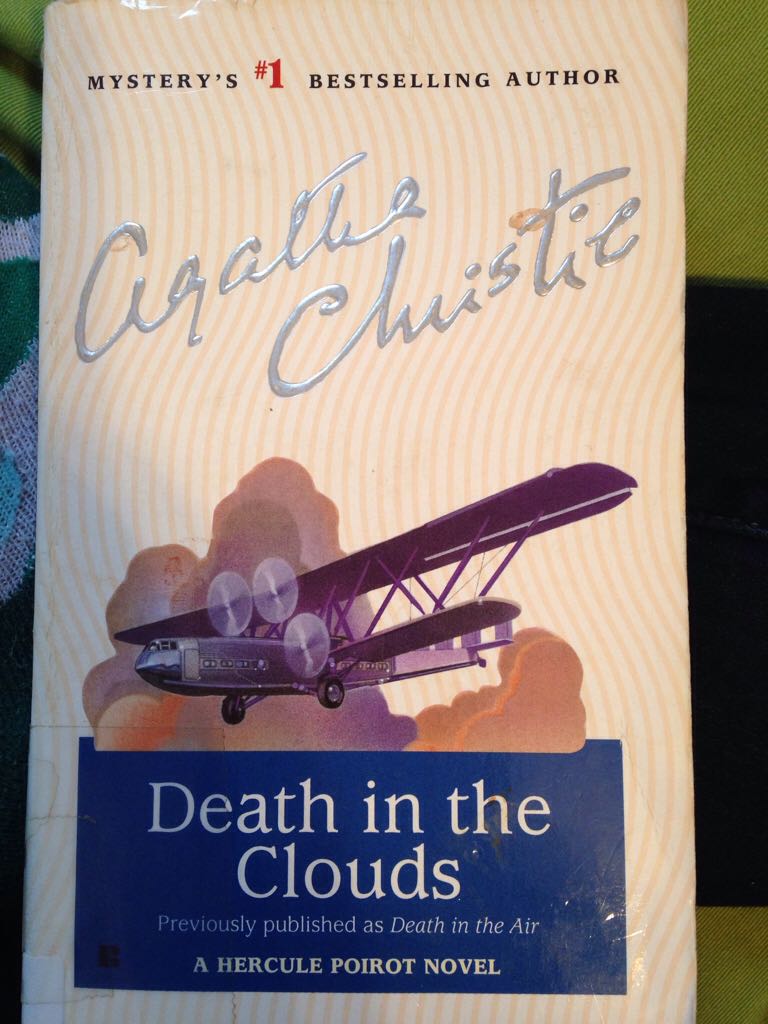 MYSTERY'S #1 BESTSELLING AUTHOR
Agatha
Christie
Death in the
Clouds
Previously published as Death in the Air
A HERCULE POIROT NOVEL